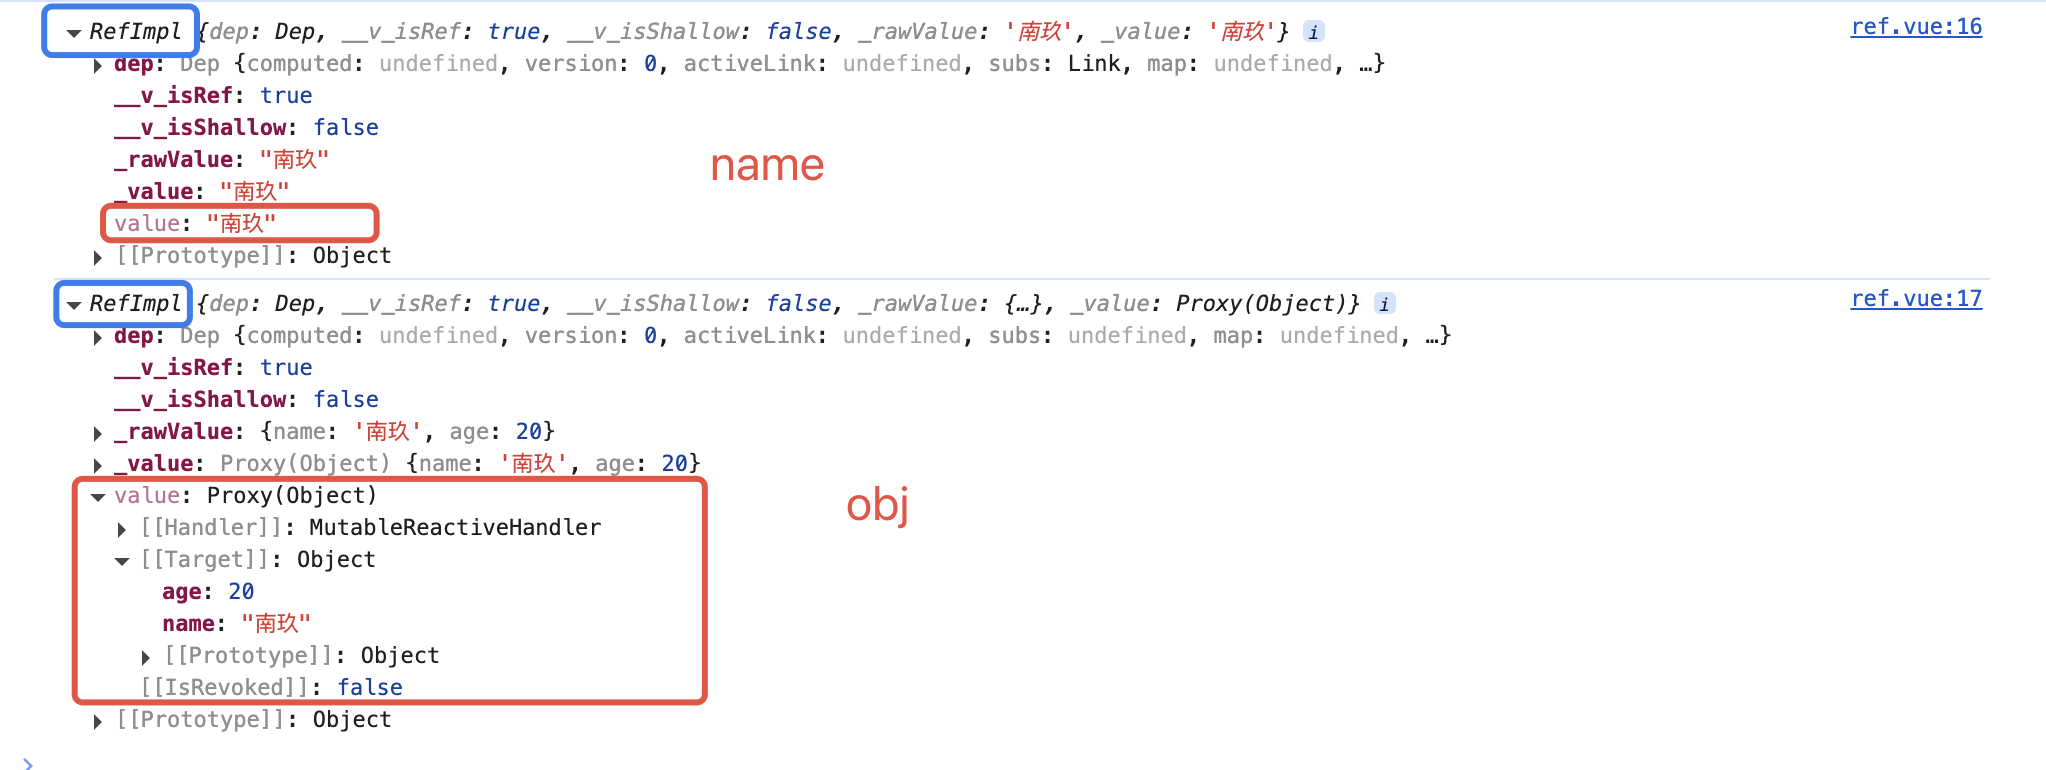 RefImpl {dep: Dep, __v_isRef: true, __v_isShallow: false, _rawValue: '南玖', _value: '南玖'} i ref.vue:16
dep: Dep {computed: undefined, version: 0, activeLink: undefined, subs: Link, map: undefined, …}
__v_isRef: true
__v_isShallow: false
_rawValue: "南玖"
name
_value: "南玖"
value: "南玖"
[[Prototype]]: Object
RefImpl {dep: Dep, __v_isRef: true, __v_isShallow: false, _rawValue: {…}, _value: Proxy(Object)} i ref.vue:17
dep: Dep {computed: undefined, version: 0, activeLink: undefined, subs: undefined, map: undefined, …}
__v_isRef: true
__v_isShallow: false
_rawValue: {name: '南玖', age: 20}
_value: Proxy(Object) {name: '南玖', age: 20}
value: Proxy(Object)
obj
[[Handler]]: MutableReactiveHandler
[[Target]]: Object
age: 20
name: "南玖"
[[Prototype]]: Object
[[IsRevoked]]: false
[[Prototype]]: Object